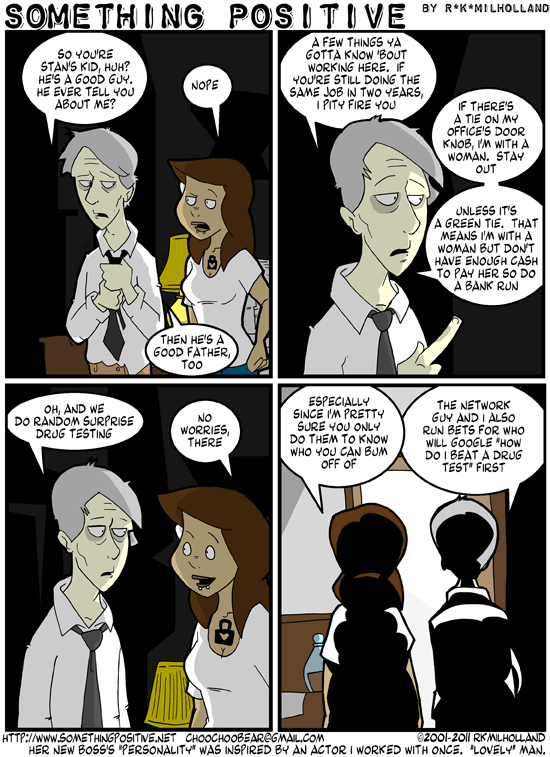 SOMETHING POSITIVE BY R*K*MILHOLLAND
SO YOU'RE
STAN'S KID, HUH?
HE'S A GOOD GUY.
HE EVER TELL YOU
ABOUT ME?
NOPE
THEN HE'S A
GOOD FATHER,
TOO
A FEW THINGS YA
GOTTA KNOW 'BOUT
WORKING HERE. IF
YOU'RE STILL DOING THE
SAME JOB IN TWO YEARS,
I PITY FIRE YOU
IF THERE'S
A TIE ON MY
OFFICE'S DOOR
KNOB, I'M WITH A
WOMAN. STAY
OUT
UNLESS IT'S
A GREEN TIE. THAT
MEANS I'M WITH A
WOMAN BUT DON'T
HAVE ENOUGH CASH
TO PAY HER SO DO
A BANK RUN
OH, AND WE
DO RANDOM SURPRISE
DRUG TESTING
NO
WORRIES,
THERE
ESPECIALLY
SINCE I'M PRETTY
SURE YOU ONLY
DO THEM TO KNOW
WHO YOU CAN BUM
OFF OF
THE NETWORK
GUY AND I ALSO
RUN BETS FOR WHO
WILL GOOGLE "HOW
DO I BEAT A DRUG
TEST" FIRST
HTTP://WWW.SOMETHINGPOSITIVE.NET CHOOCHOOBEAR@GMAIL.COM ©2001-2011 RKMILHOLLAND
HER NEW BOSS'S "PERSONALITY" WAS INSPIRED BY AN ACTOR I WORKED WITH ONCE. "LOVELY" MAN.